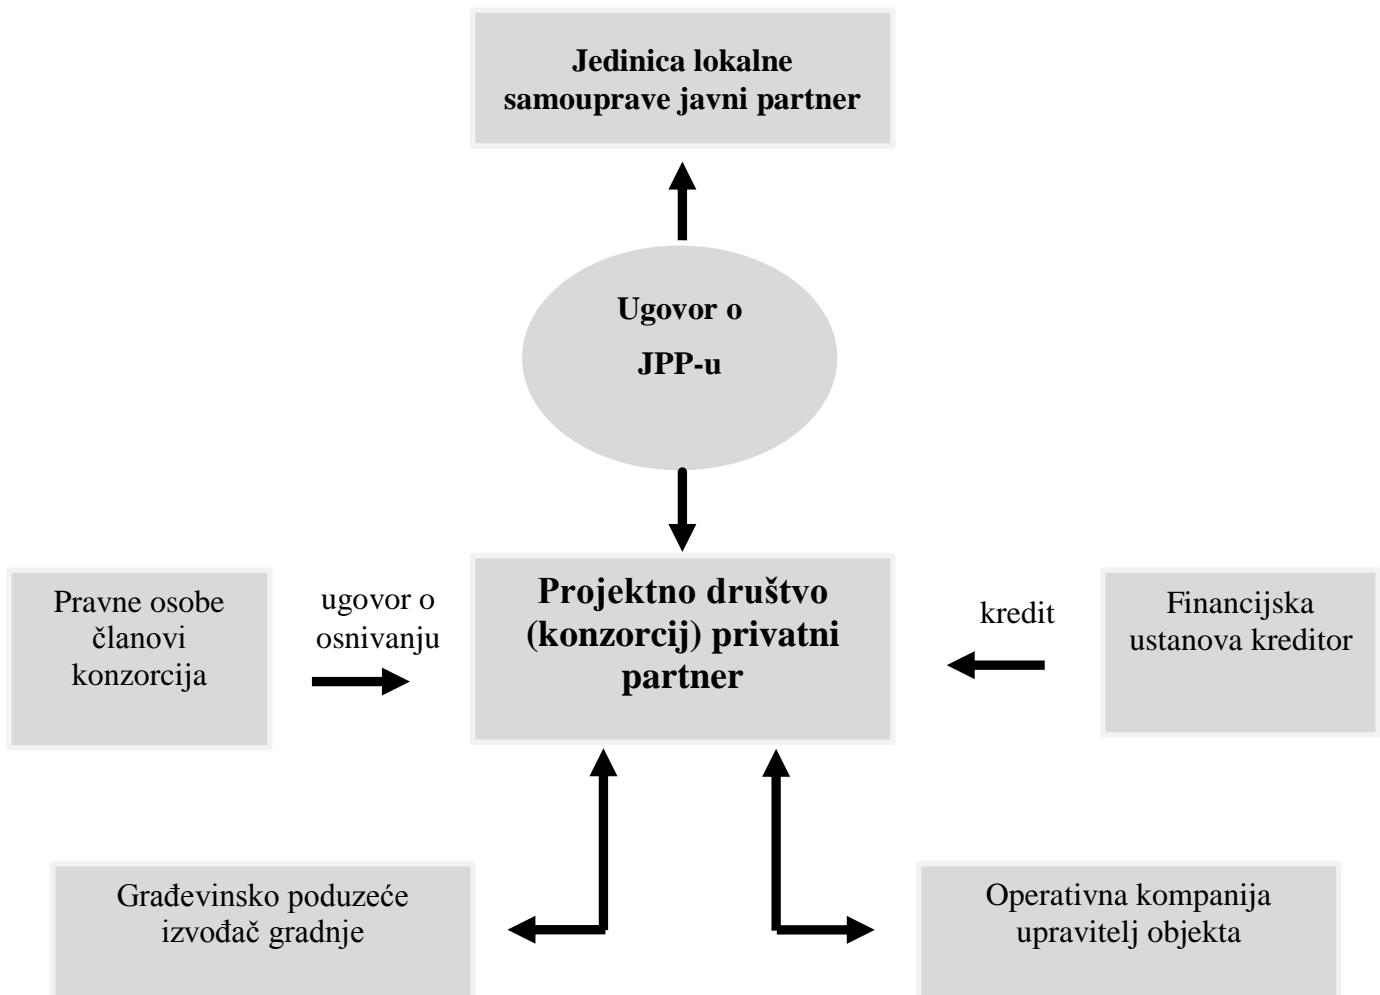 Jedinica lokalne
samouprave javni partner
Ugovor o
JPP-u
Pravne osobe
članovi
konzorcija
ugovor o
osnivanju
Projektno društvo
(konzorcij) privatni
partner
kredit
Financijska
ustanova kreditor
Građevinsko poduzeće
izvođač gradnje
Operativna kompanija
upravitelj objekta